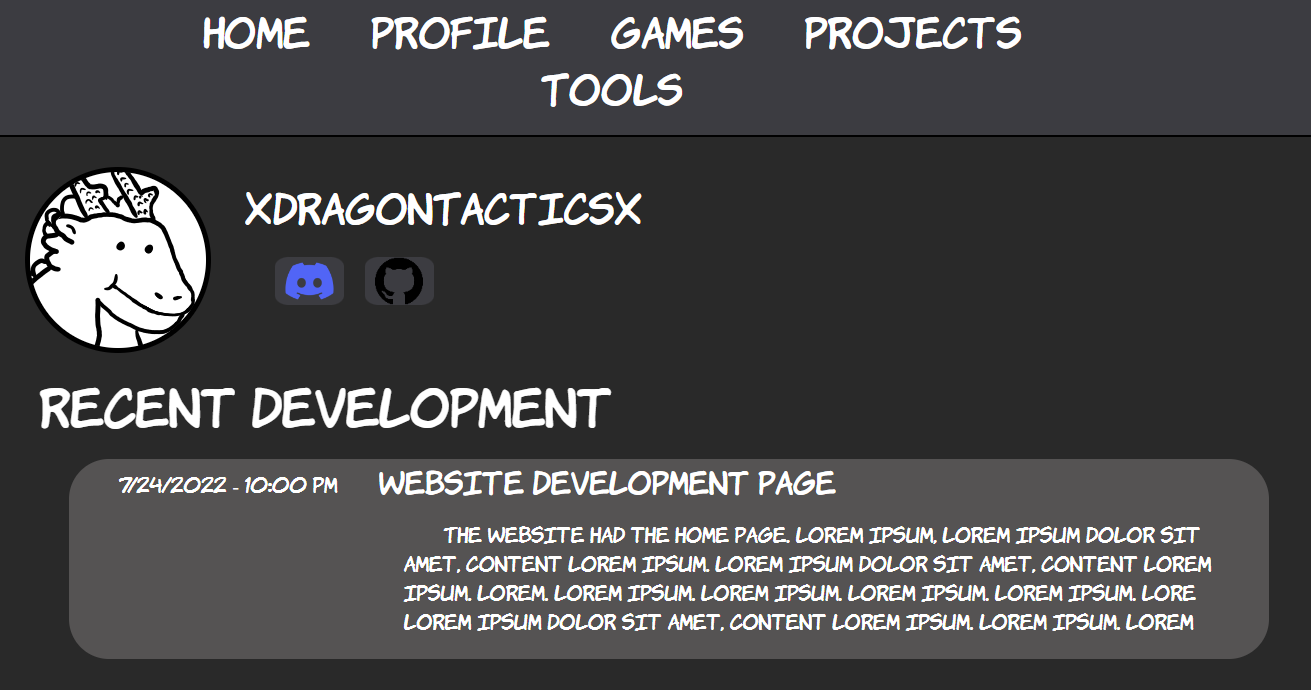 HOME PROFILE GAMES PROJECTS
TOOLS
XDRAGONTACTICSX
RECENT DEVELOPMENT
7/24/2022 - 10:00 PM WEBSITE DEVELOPMENT PAGE
THE WEBSITE HAD THE HOME PAGE. LOREM IPSUM, LOREM IPSUM DOLOR SIT
AMET, CONTENT LOREM IPSUM. LOREM IPSUM DOLOR SIT AMET, CONTENT LOREM
IPSUM. LOREM. LOREM IPSUM. LOREM IPSUM. LOREM IPSUM. LOREM IPSUM. LORE
LOREM IPSUM DOLOR SIT AMET, CONTENT LOREM IPSUM. LOREM IPSUM. LOREM